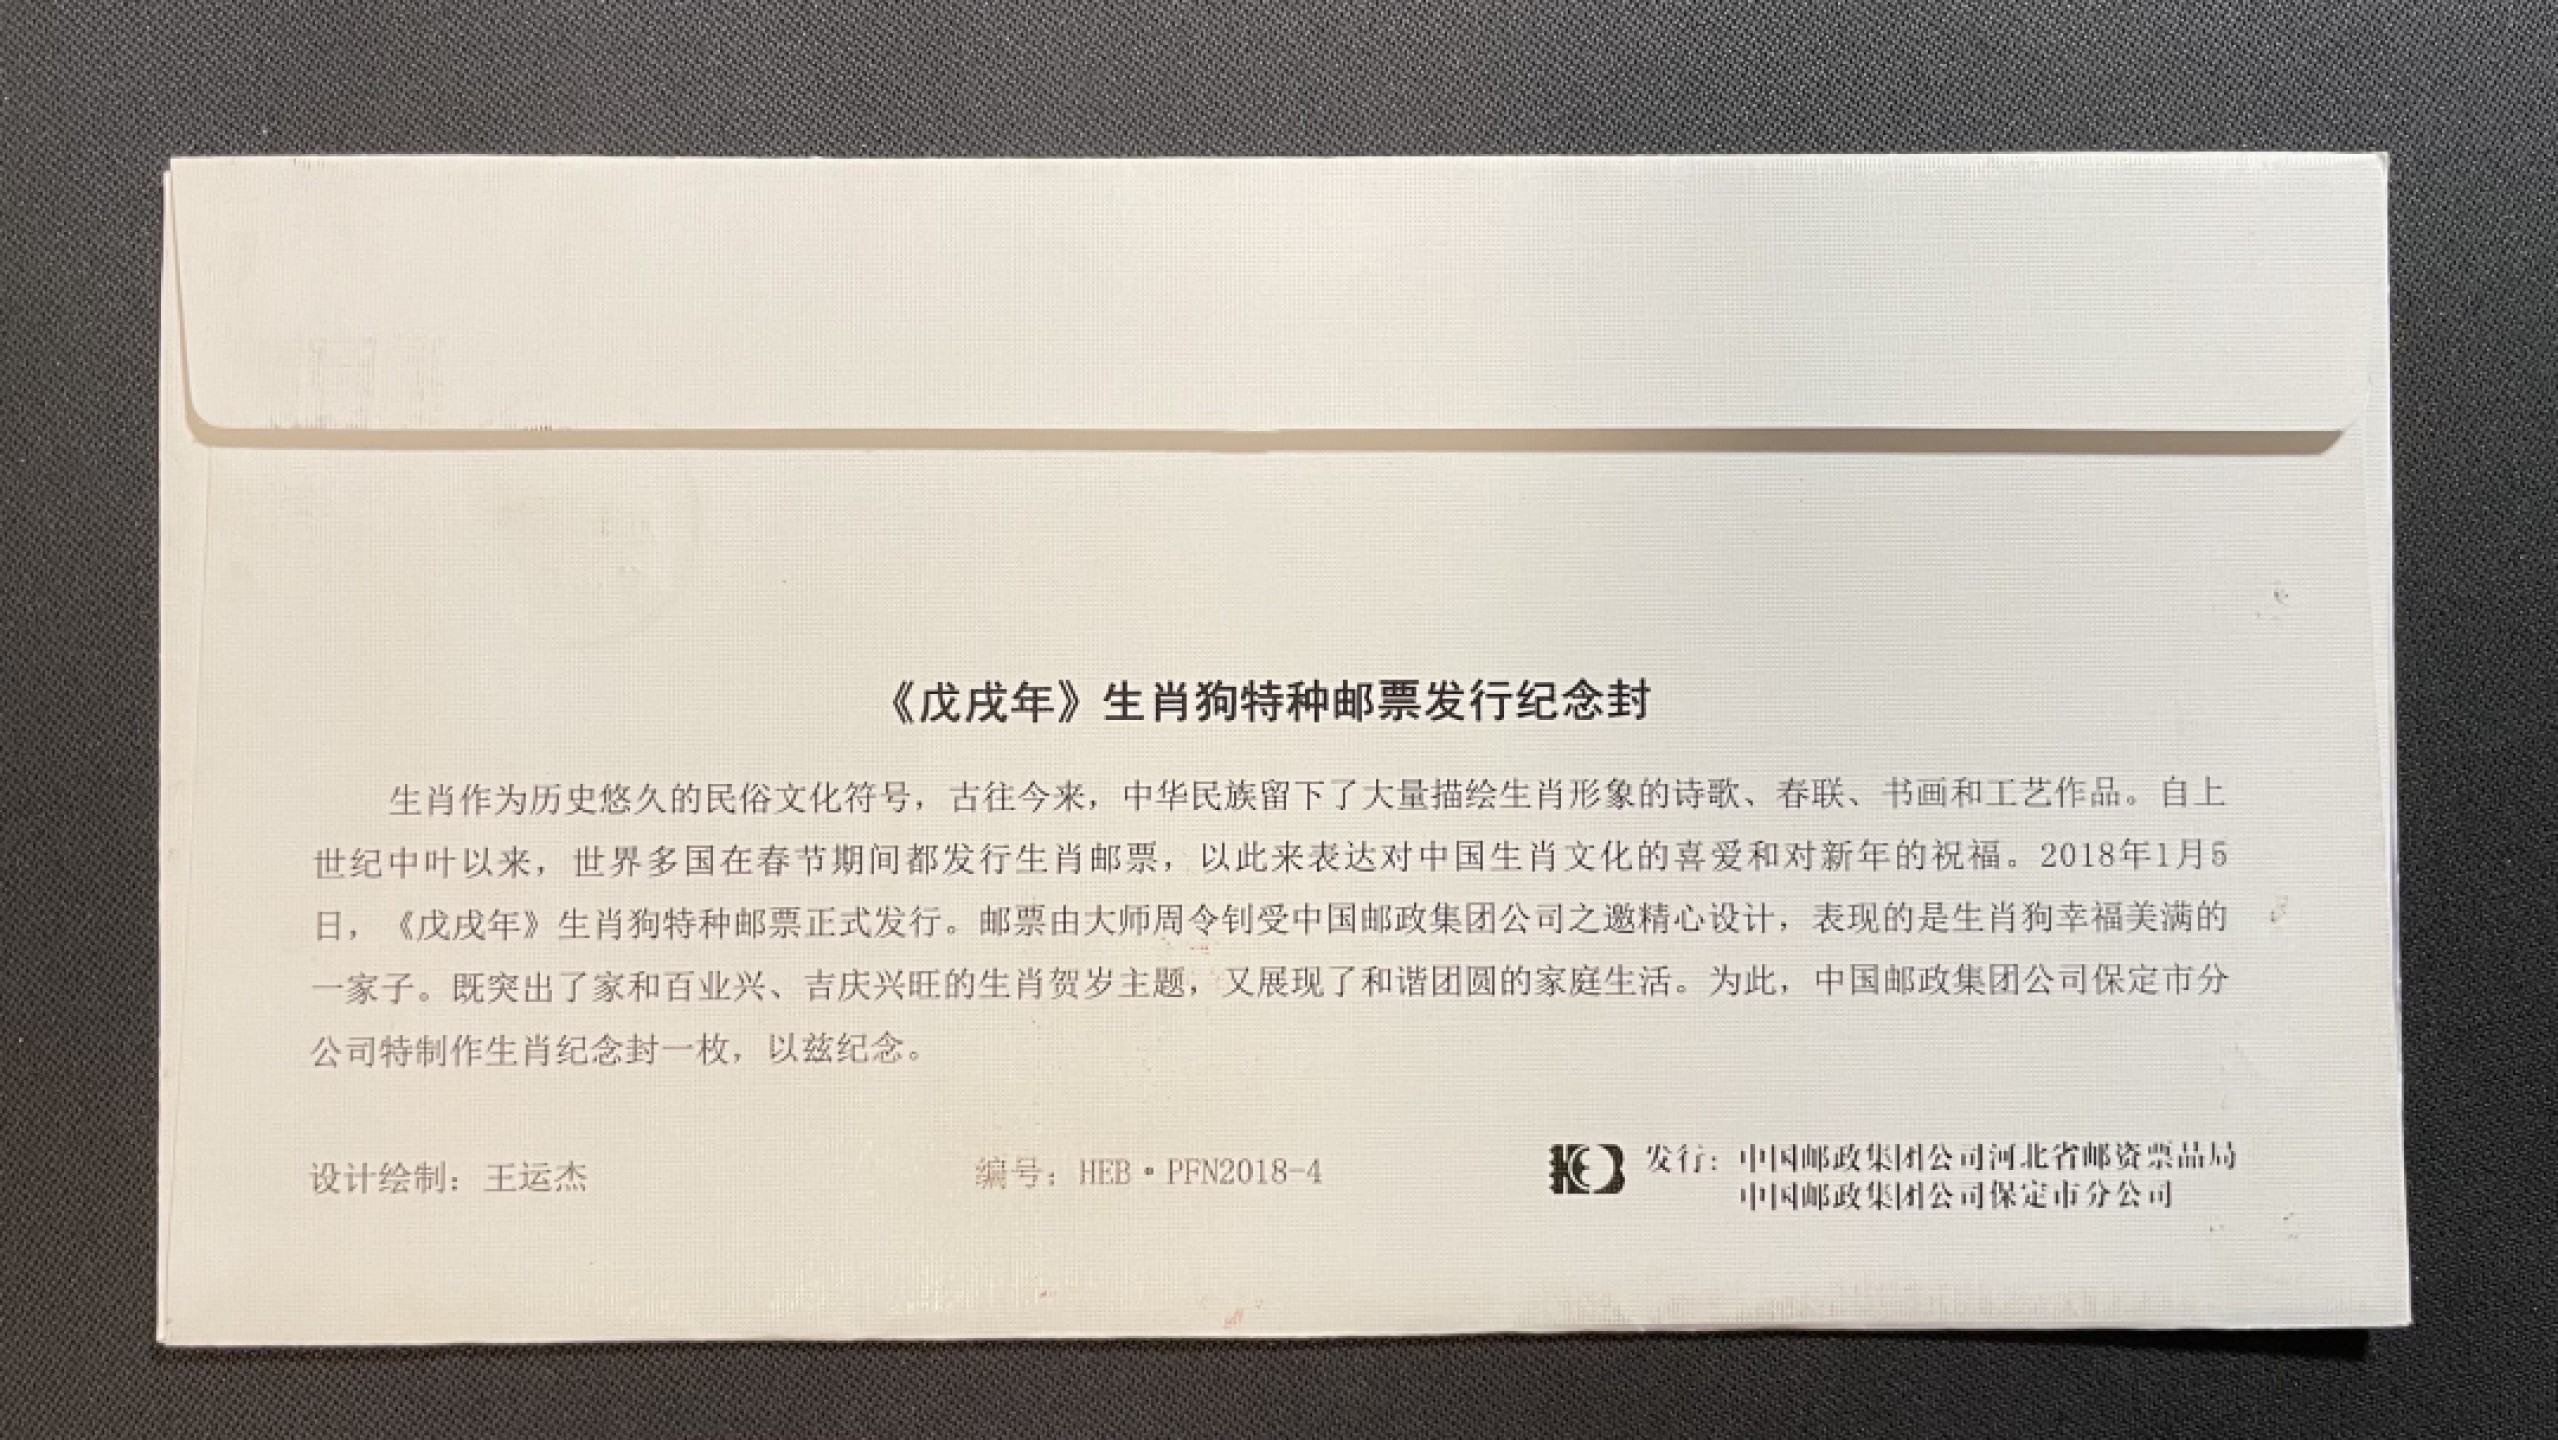 《戊戌年》生肖狗特种邮票发行纪念封
生肖作为历史悠久的民俗文化符号，古往今来，中华民族留下了大量描绘生肖形象的诗歌、春联、书画和工艺作品。自上
世纪中叶以来，世界多国在春节期间都发行生肖邮票，以此来表达对中国生肖文化的喜爱和对新年的祝福。2018年1月5
日，《戊戌年》生肖狗特种邮票正式发行。邮票由大师周令钊受中国邮政集团公司之邀精心设计，表现的是生肖狗幸福美满的
一家子。既突出了家和百业兴、吉庆兴旺的生肖贺岁主题，又展现了和谐团圆的家庭生活。为此，中国邮政集团公司保定市分
公司特制作生肖纪念封一枚，以兹纪念。
设计绘制：王运杰
编号：HEB·PFN2018-4
发行：中国邮政集团公司河北省邮资票品局
中国邮政集团公司保定市分公司